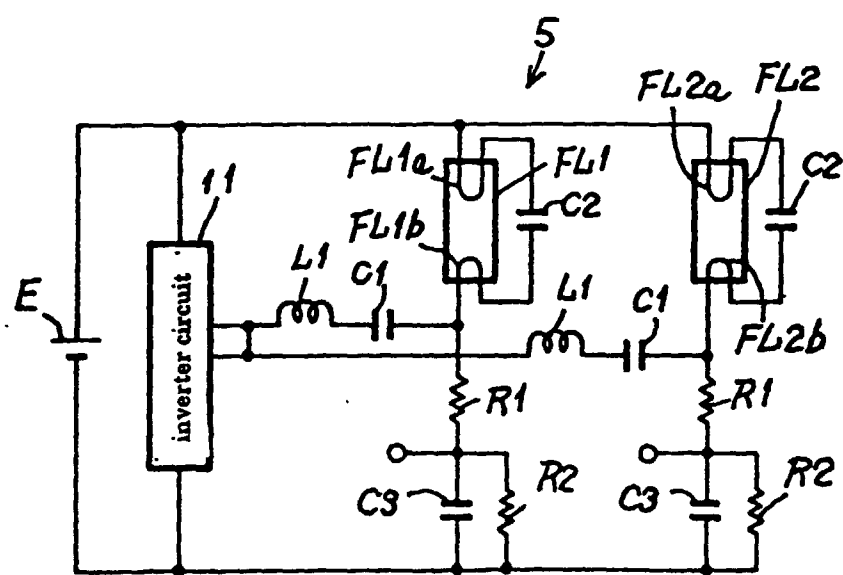 5
FL2a
FL2
FL1a
FL1
C2
C2
11
FL1b
E
L1
C1
L1
C1
FL2b
inverter circuit
R1
R1
C3
R2
C3
R2